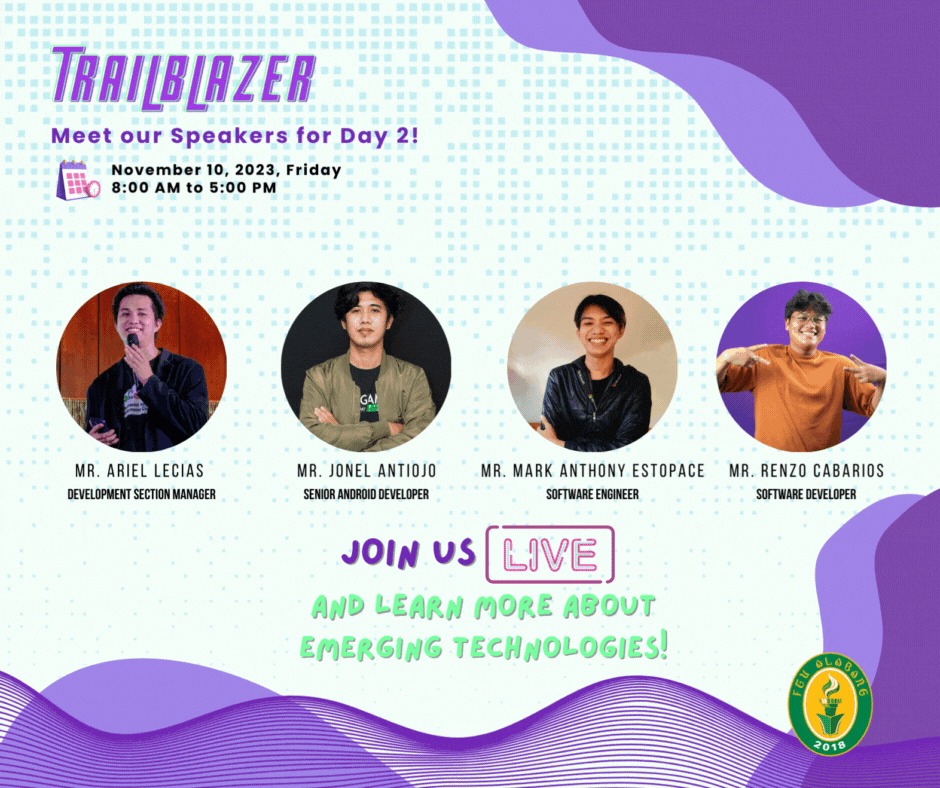 TRAILBLAZER
Meet our Speakers for Day 2!
November 10, 2023, Friday
8:00 AM to 5:00 PM
MR. ARIEL LECIAS
DEVELOPMENT SECTION MANAGER
MR. JONEL ANTIOJO
SENIOR ANDROID DEVELOPER
MR. MARK ANTHONY ESTOPACE
SOFTWARE ENGINEER
MR. RENZO CABARIOS
SOFTWARE DEVELOPER
JOIN US LIVE
AND LEARN MORE ABOUT
EMERGING TECHNOLOGIES!
FEU ALABANG
2018